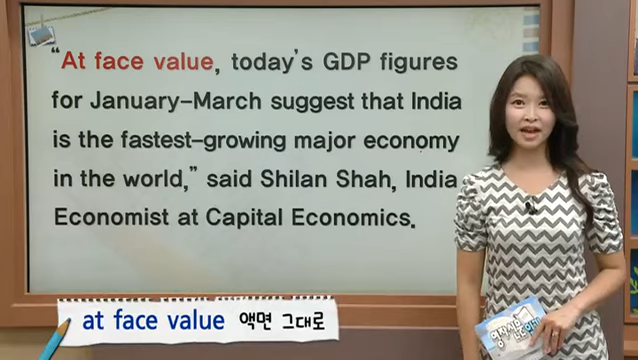 "At face value, today's GDP figures
for January-March suggest that India
is the fastest-growing major economy
in the world," said Shilan Shah, India
Economist at Capital Economics.
at face value 액면 그대로